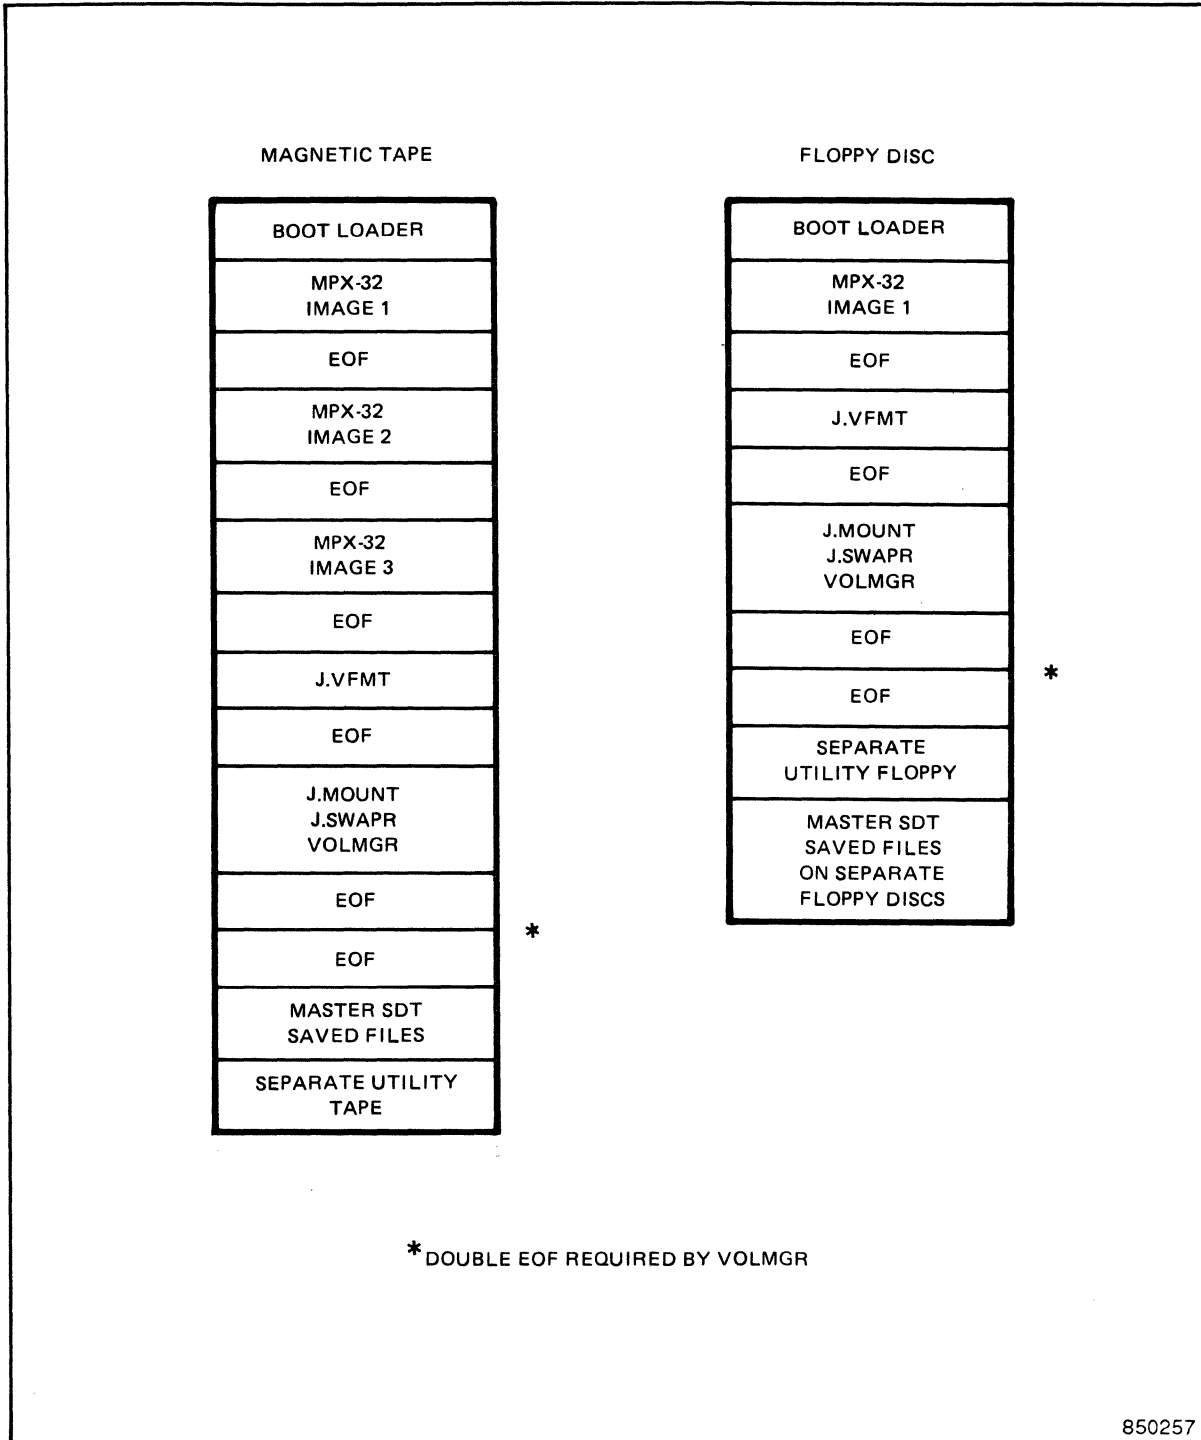 MAGNETIC TAPE
BOOT LOADER
MPX-32
IMAGE 1
EOF
MPX-32
IMAGE 2
EOF
MPX-32
IMAGE 3
EOF
J.VFMT
EOF
J.MOUNT
J.SWAPR
VOLMGR
EOF
*
EOF
MASTER SDT
SAVED FILES
SEPARATE UTILITY
TAPE
FLOPPY DISC
BOOT LOADER
MPX-32
IMAGE 1
EOF
J.VFMT
EOF
J.MOUNT
J.SWAPR
VOLMGR
EOF
*
EOF
SEPARATE
UTILITY FLOPPY
MASTER SDT
SAVED FILES
ON SEPARATE
FLOPPY DISCS
*DOUBLE EOF REQUIRED BY VOLMGR
850257